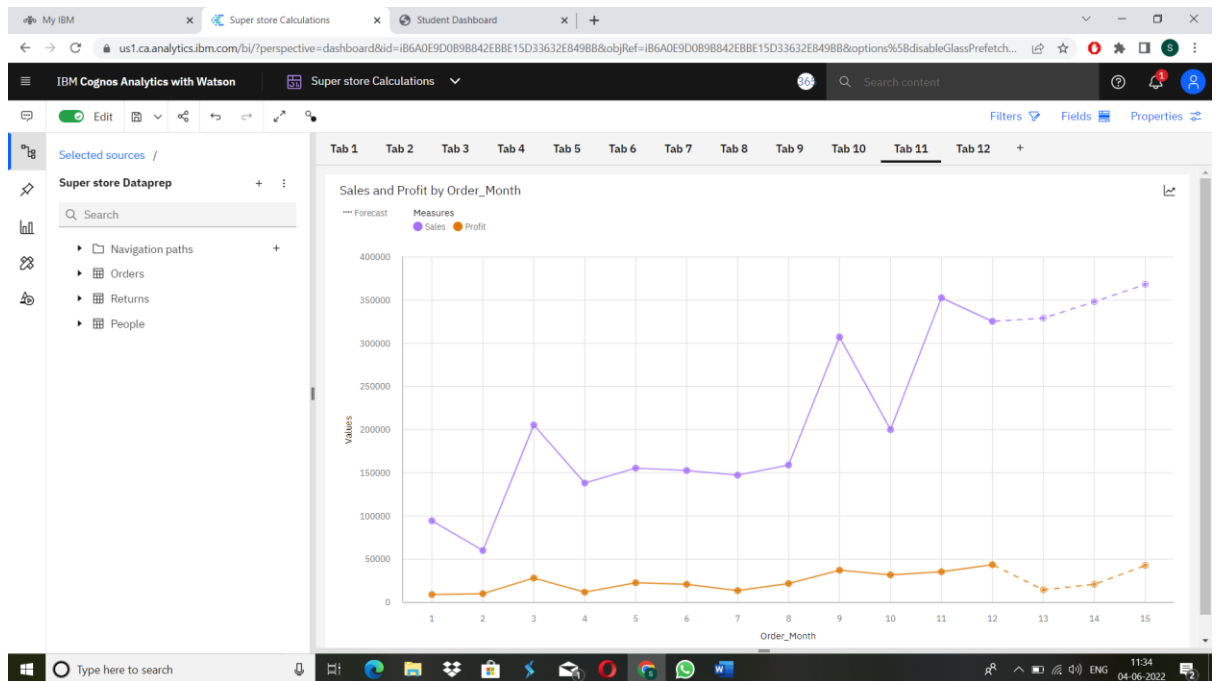 My IBM
Super store Calculations
Student Dashboard
us1.ca.analytics.ibm.com/bi/?perspective=dashboard&id=iB6A0E9D0B9B842EBBE15D33632E849BB&objRef=iB6A0E9D0B9B842EBBE15D33632E849BB&options%5BdisableGlassPrefetch...
S
IBM Cognos Analytics with Watson
Super store Calculations
Search content
1
Edit
Filters
Fields
Properties
Selected sources /
Tab 1 Tab 2 Tab 3 Tab 4 Tab 5 Tab 6 Tab 7 Tab 8 Tab 9 Tab 10 Tab 11 Tab 12 +
Super store Dataprep
Search
Navigation paths
Orders
Returns
People
Sales and Profit by Order_Month
Forecast
Measures
Sales Profit
400000
350000
300000
250000
200000
150000
100000
50000
0
Values
1 2 3 4 5 6 7 8 9 10 11 12 13 14 15
Order_Month
Type here to search
ENG
11:34
04-06-2022
2